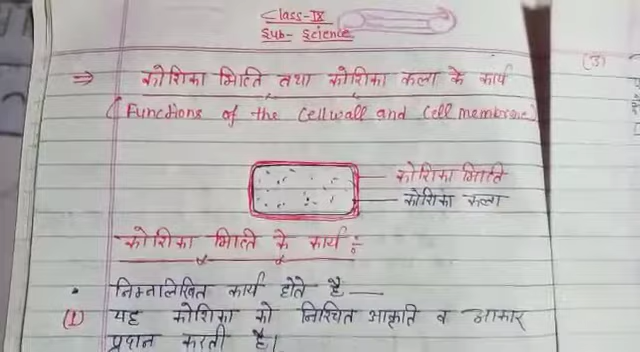 Class-IX
Sub- Science
⇒ कोशिका भित्ति तथा कोशिका कला के कार्य
(Functions of the Cellwall and Cell membrane)
कोशिका भित्ति
कोशिका कला
कोशिका भित्ति के कार्य :-
• निम्नलिखित कार्य होते है —
(1) यह कोशिका को निश्चित आकृति व आकार
प्रदान करती है।
(3)